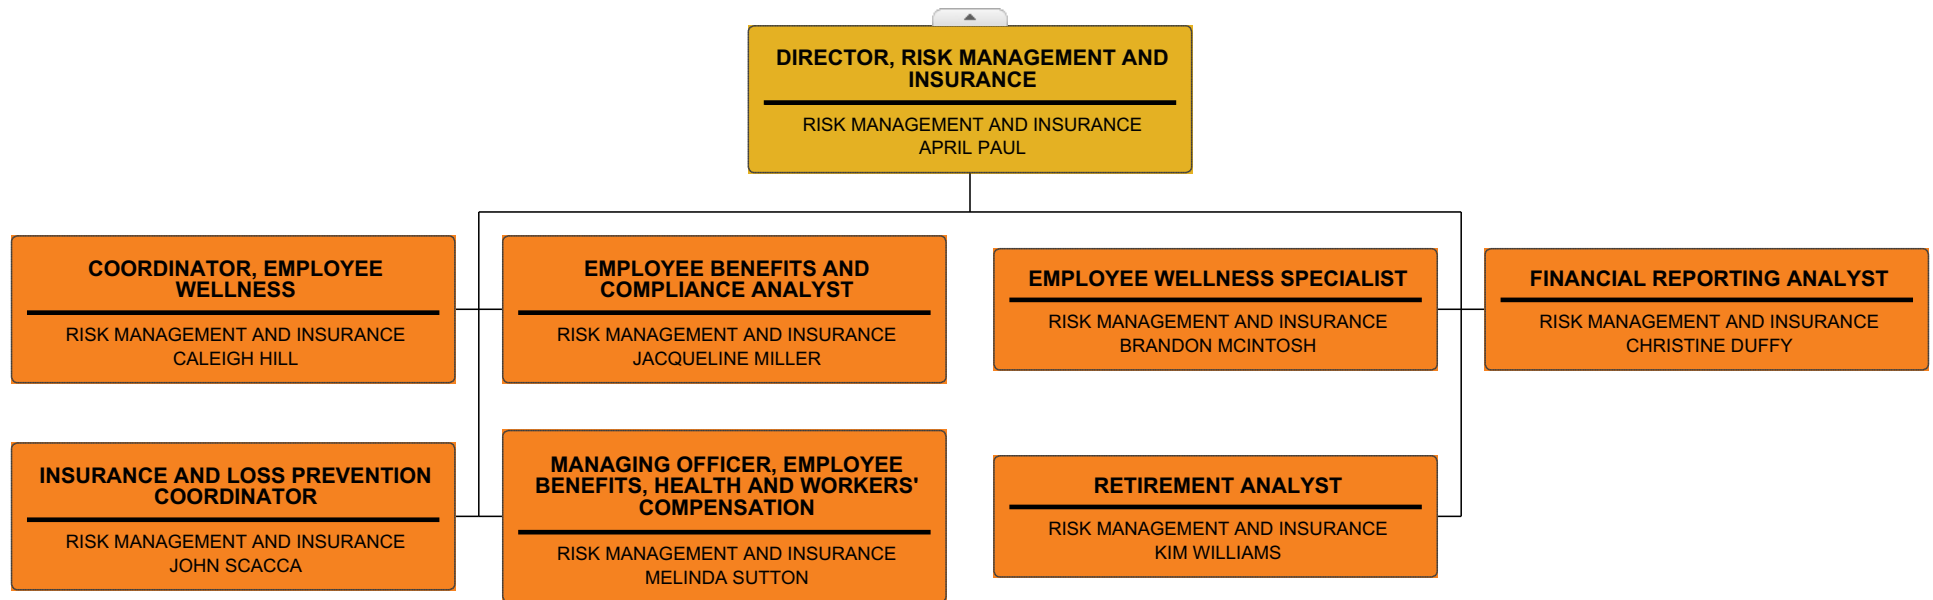 DIRECTOR, RISK MANAGEMENT AND
INSURANCE
RISK MANAGEMENT AND INSURANCE
APRIL PAUL
COORDINATOR, EMPLOYEE
WELLNESS
RISK MANAGEMENT AND INSURANCE
CALEIGH HILL
EMPLOYEE BENEFITS AND
COMPLIANCE ANALYST
RISK MANAGEMENT AND INSURANCE
JACQUELINE MILLER
EMPLOYEE WELLNESS SPECIALIST
RISK MANAGEMENT AND INSURANCE
BRANDON MCINTOSH
FINANCIAL REPORTING ANALYST
RISK MANAGEMENT AND INSURANCE
CHRISTINE DUFFY
INSURANCE AND LOSS PREVENTION
COORDINATOR
RISK MANAGEMENT AND INSURANCE
JOHN SCACCA
MANAGING OFFICER, EMPLOYEE
BENEFITS, HEALTH AND WORKERS'
COMPENSATION
RISK MANAGEMENT AND INSURANCE
MELINDA SUTTON
RETIREMENT ANALYST
RISK MANAGEMENT AND INSURANCE
KIM WILLIAMS